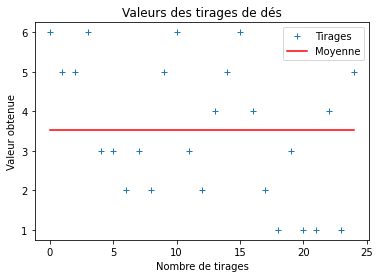 Valeurs des tirages de dés
Tirages
Moyenne
Valeur obtenue
6
5
4
3
2
1
0 5 10 15 20 25
Nombre de tirages